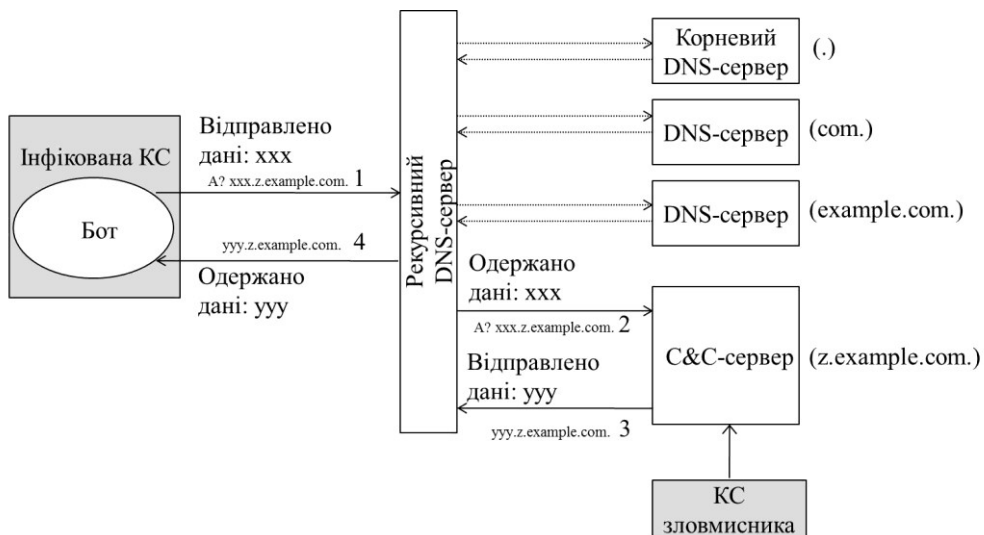 Інфікована КС
Бот
Відправлено
дані: xxx
A? xxx.z.example.com. 1
yyy.z.example.com. 4
Одержано
дані: yyy
Рекурсивний
DNS-сервер
Корневий
DNS-сервер
(.)
DNS-сервер
(com.)
DNS-сервер
(example.com.)
Одержано
дані: xxx
A? xxx.z.example.com. 2
Відправлено
дані: yyy
yyy.z.example.com. 3
C&C-сервер
(z.example.com.)
КС
зловмисника